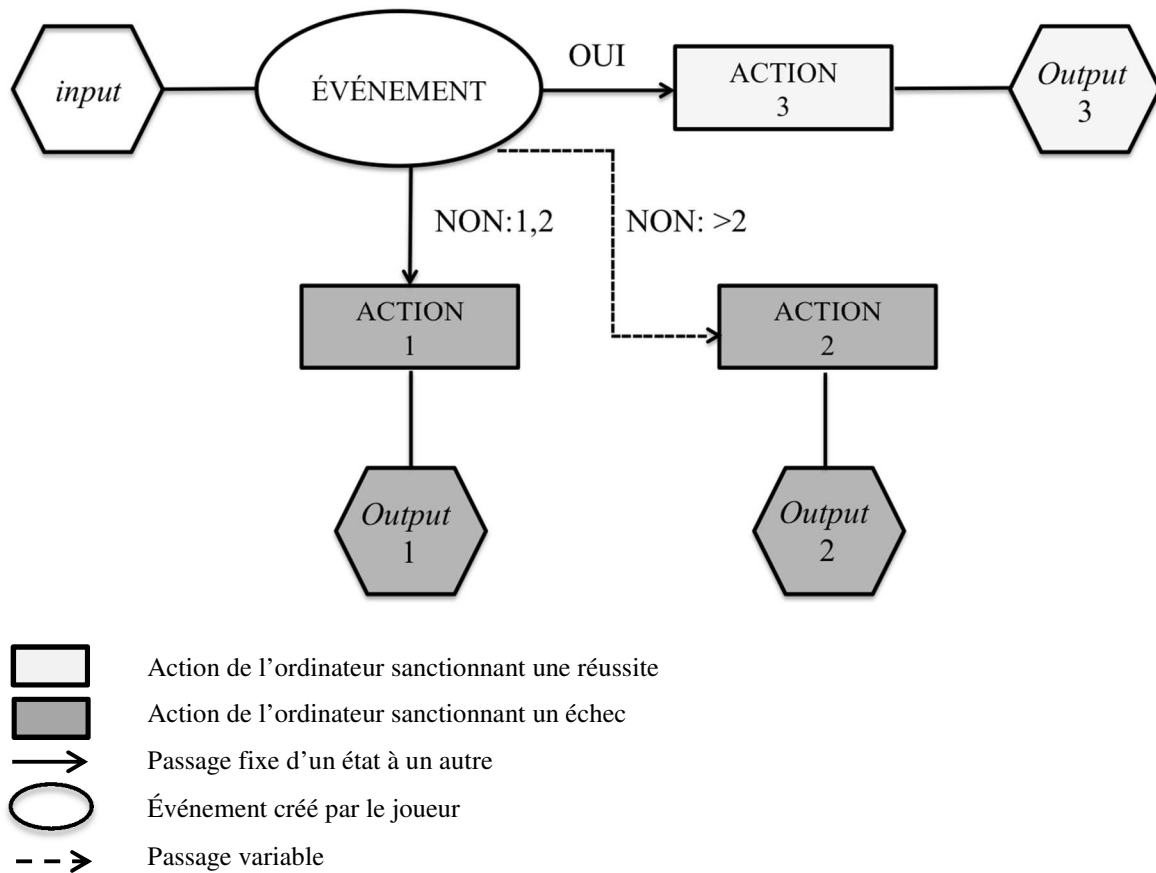 input
ÉVÉNEMENT
OUI
ACTION
3
Output
3
NON:1,2
NON: >2
ACTION
1
ACTION
2
Output
1
Output
2
Action de l’ordinateur sanctionnant une réussite
Action de l’ordinateur sanctionnant un échec
Passage fixe d’un état à un autre
Événement créé par le joueur
Passage variable